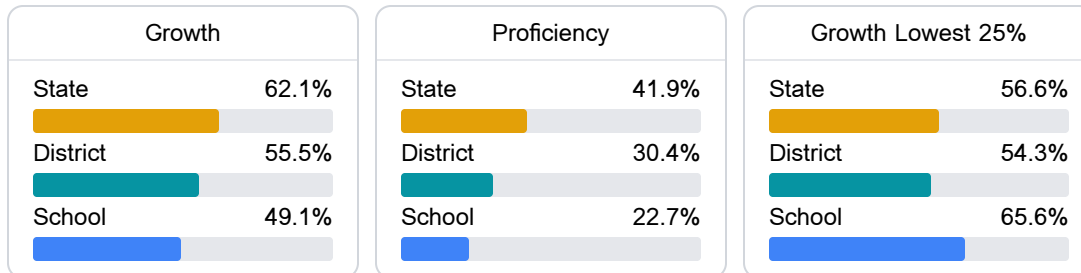 Growth
State 62.1%
District 55.5%
School 49.1%
Proficiency
State 41.9%
District 30.4%
School 22.7%
Growth Lowest 25%
State 56.6%
District 54.3%
School 65.6%